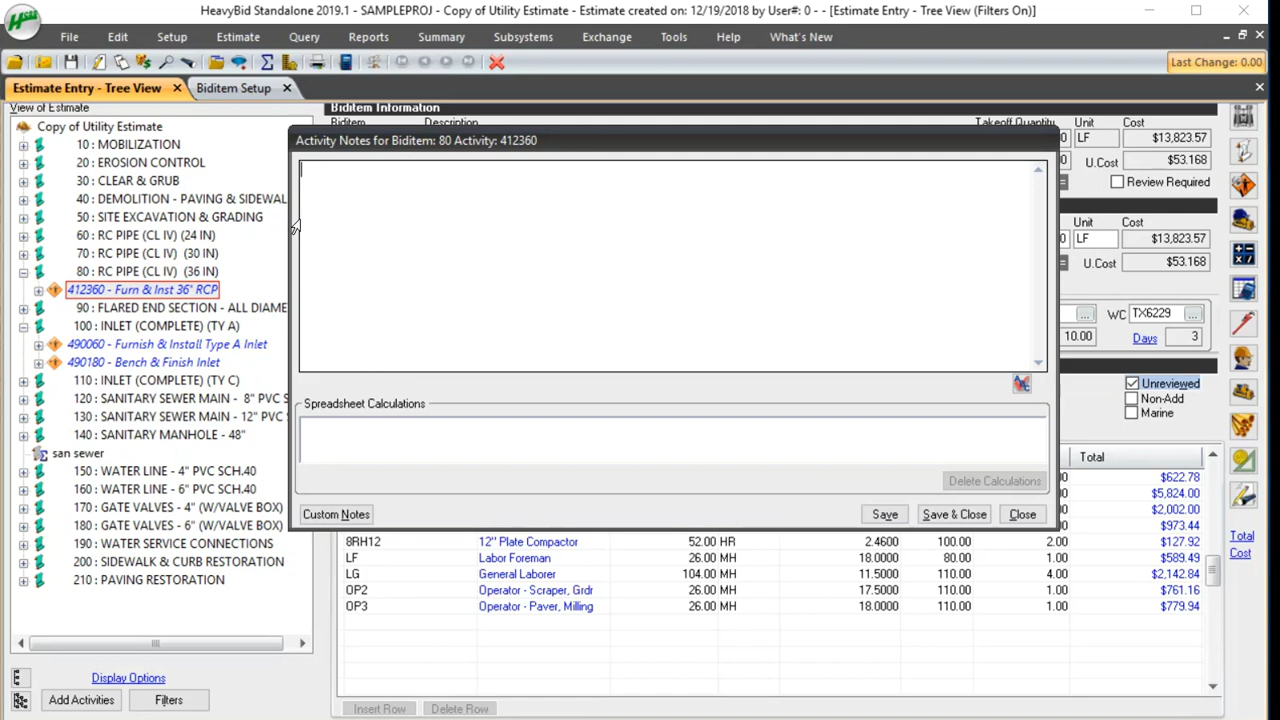 HeavyBid Standalone 2019.1 - SAMPLEPROJ - Copy of Utility Estimate - Estimate created on: 12/19/2018 by User#: 0 - - [Estimate Entry - Tree View (Filters On)]
File Edit Setup Estimate Query Reports Summary Subsystems Exchange Tools Help What's New
Last Change: 0.00
Estimate Entry - Tree View Biditem Setup
View of Estimate
Copy of Utility Estimate
10 : MOBILIZATION
20 : EROSION CONTROL
30 : CLEAR & GRUB
40 : DEMOLITION - PAVING & SIDEWAL
50 : SITE EXCAVATION & GRADING
60 : RC PIPE (CL IV) (24 IN)
70 : RC PIPE (CL IV) (30 IN)
80 : RC PIPE (CL IV) (36 IN)
412360 - Furn & Inst 36" RCP
90 : FLARED END SECTION - ALL DIAME
100 : INLET (COMPLETE) (TY A)
490060 - Furnish & Install Type A Inlet
490180 - Bench & Finish Inlet
110 : INLET (COMPLETE) (TY C)
120 : SANITARY SEWER MAIN - 8" PVC S
130 : SANITARY SEWER MAIN - 12" PVC
140 : SANITARY MANHOLE - 48"
san sewer
150 : WATER LINE - 4" PVC SCH.40
160 : WATER LINE - 6" PVC SCH.40
170 : GATE VALVES - 4" (W/VALVE BOX)
180 : GATE VALVES - 6" (W/VALVE BOX)
190 : WATER SERVICE CONNECTIONS
200 : SIDEWALK & CURB RESTORATION
210 : PAVING RESTORATION
Display Options
Add Activities Filters
Biditem Information
Biditem Description Takeoff Quantity Unit Cost
LF $13,823.57
U.Cost $53.168
Review Required
Unit Cost
LF $13,823.57
U.Cost $53.168
WC TX6229
10.00 Days 3
Unreviewed
Non-Add
Marine
Activity Notes for Biditem: 80 Activity: 412360
Spreadsheet Calculations
Delete Calculations
Custom Notes Save Save & Close Close
Total
$622.78
$5,824.00
$2,002.00
$973.44
8RH12 12" Plate Compactor 52.00 HR 2.4600 100.00 2.00 $127.92
LF Labor Foreman 26.00 MH 18.0000 80.00 1.00 $589.49
LG General Laborer 104.00 MH 11.5000 110.00 4.00 $2,142.84
OP2 Operator - Scraper, Grdr 26.00 MH 17.5000 110.00 1.00 $761.16
OP3 Operator - Paver, Milling 26.00 MH 18.0000 110.00 1.00 $779.94
Insert Row Delete Row
Total
Cost